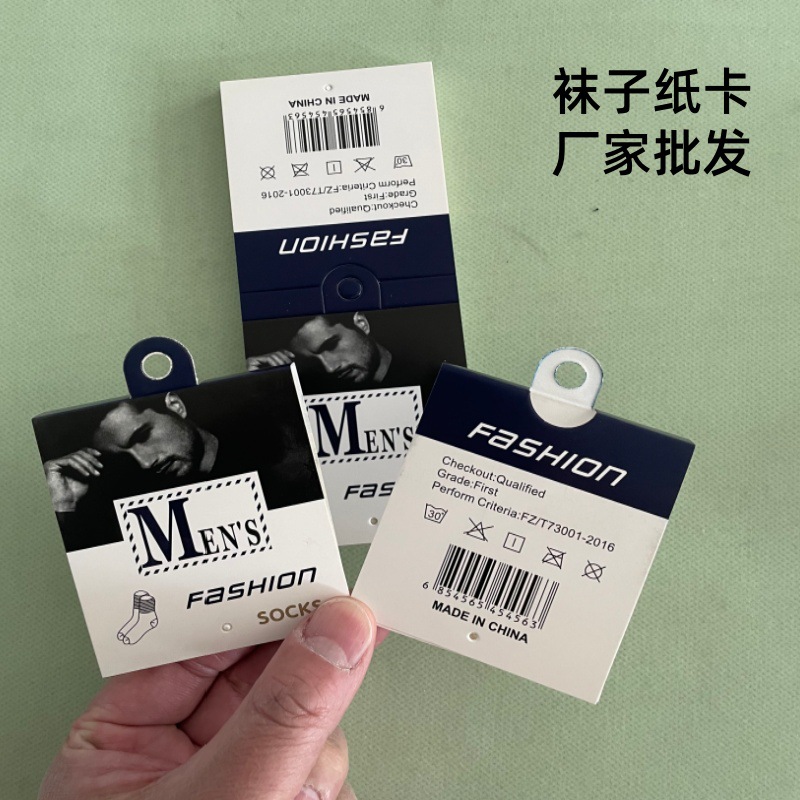 袜子纸卡
厂家批发
MADE IN CHINA
6 854565 454563
30°
Perform Criteria:FZ/T73001-2016
Grade:First
Checkout:Qualified
FASHION
MEN'S
FAS
MEN'S
FASHION
SOCKS
FASHION
Checkout:Qualified
Grade:First
Perform Criteria:FZ/T73001-2016
30°
6 854565 454563
MADE IN CHINA